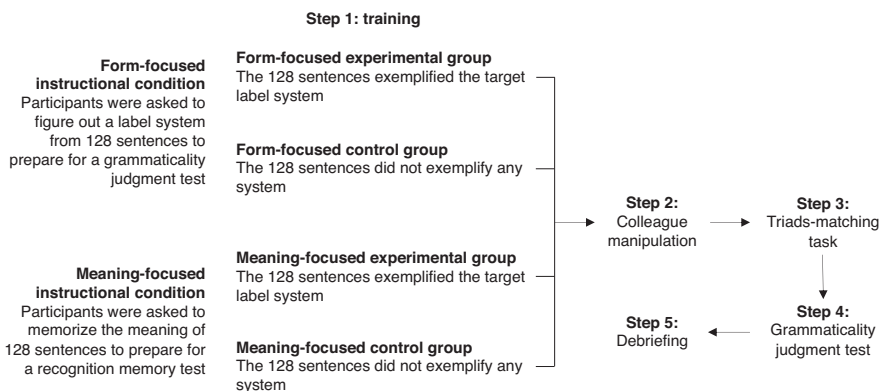 Step 1: training
Form-focused
instructional condition
Participants were asked to
figure out a label system
from 128 sentences to
prepare for a grammaticality
judgment test
Form-focused experimental group
The 128 sentences exemplified the target
label system
Form-focused control group
The 128 sentences did not exemplify any
system
Meaning-focused
instructional condition
Participants were asked to
memorize the meaning of
128 sentences to prepare for
a recognition memory test
Meaning-focused experimental group
The 128 sentences exemplified the target
label system
Meaning-focused control group
The 128 sentences did not exemplify any
system
Step 2:
Colleague
manipulation
Step 3:
Triads-matching
task
Step 4:
Grammaticality
judgment test
Step 5:
Debriefing